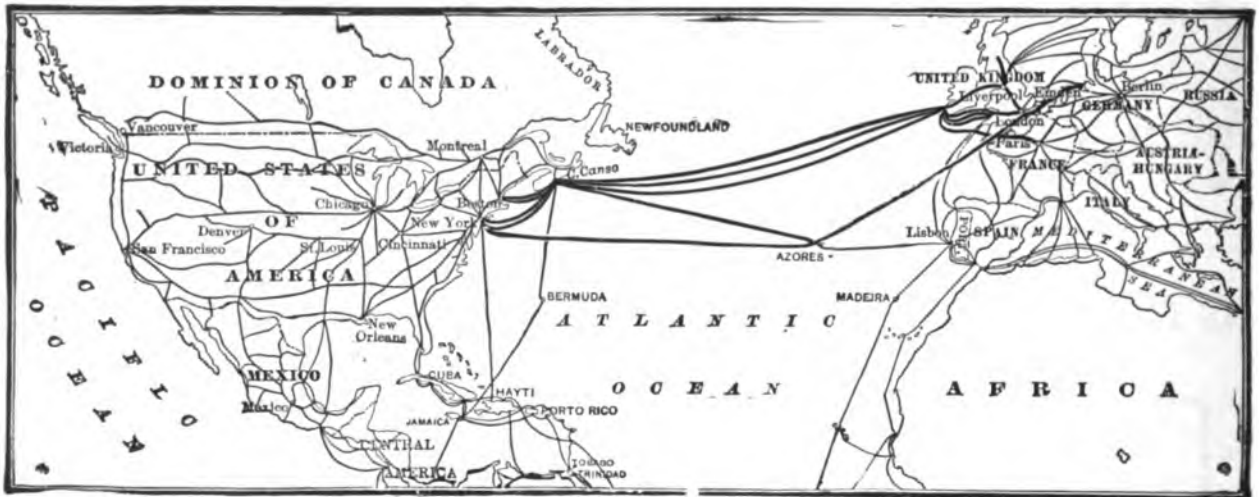 DOMINION OF CANADA
LABRADOR
NEWFOUNDLAND
Vancouver
Victoria
Montreal
C. Canso
UNITED STATES
OF
AMERICA
Chicago
Boston
New York
Denver
St. Louis
Cincinnati
San Francisco
New
Orleans
PACIFIC
OCEAN
MEXICO
Mexico
CUBA
HAYTI
JAMAICA
PORTO RICO
CENTRAL
AMERICA
TOBAGO
TRINIDAD
BERMUDA
ATLANTIC
OCEAN
AZORES
MADEIRA
UNITED KINGDOM
Liverpool
Emden
Berlin
London
GERMANY
RUSSIA
Paris
FRANCE
AUSTRIA-
HUNGARY
ITALY
Lisbon
PORT.
SPAIN
MEDITERRANEAN
SEA
AFRICA